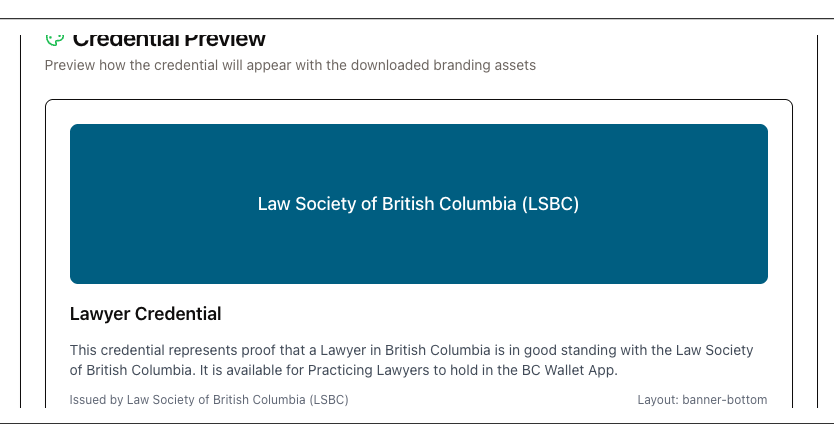 Credential Preview
Preview how the credential will appear with the downloaded branding assets
Law Society of British Columbia (LSBC)
Lawyer Credential
This credential represents proof that a Lawyer in British Columbia is in good standing with the Law Society
of British Columbia. It is available for Practicing Lawyers to hold in the BC Wallet App.
Issued by Law Society of British Columbia (LSBC)
Layout: banner-bottom